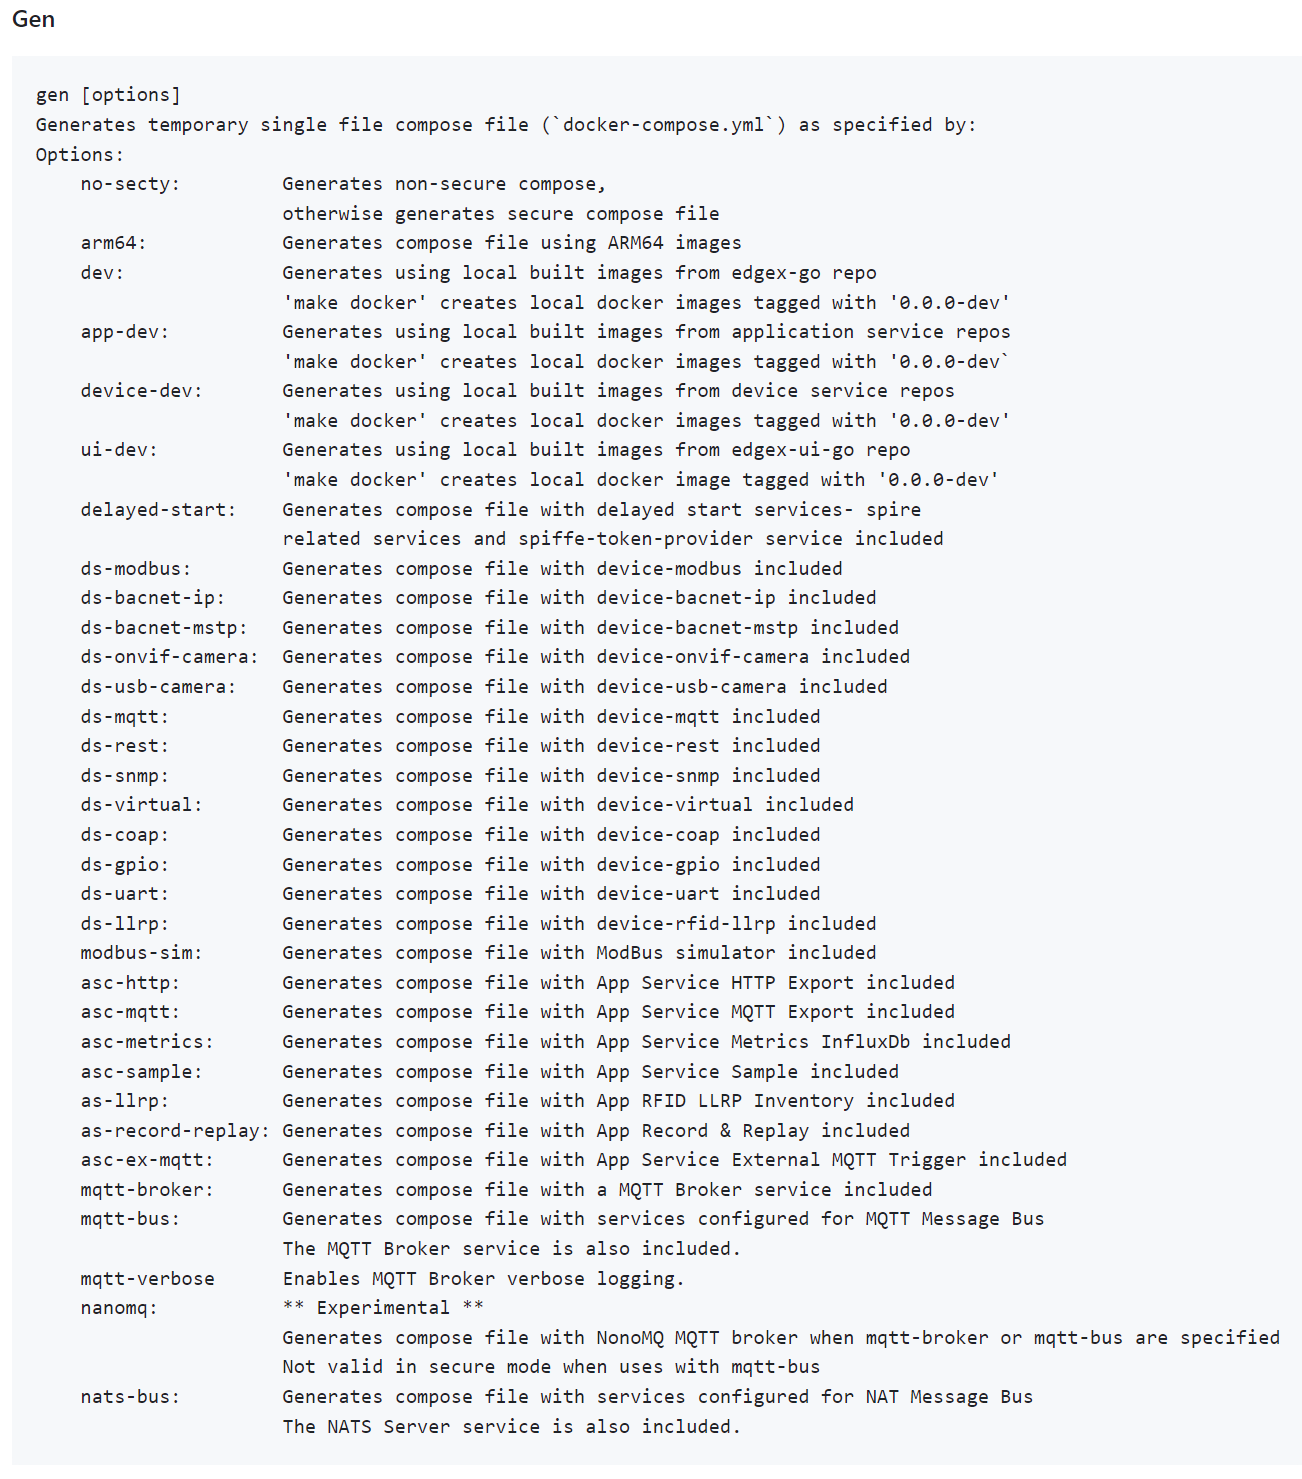 Gen
gen [options]
Generates temporary single file compose file (`docker-compose.yml`) as specified by:
Options:
    no-secty:         Generates non-secure compose,
                      otherwise generates secure compose file
    arm64:            Generates compose file using ARM64 images
    dev:              Generates using local built images from edgex-go repo
                      'make docker' creates local docker images tagged with '0.0.0-dev'
    app-dev:          Generates using local built images from application service repos
                      'make docker' creates local docker images tagged with '0.0.0-dev`
    device-dev:       Generates using local built images from device service repos
                      'make docker' creates local docker images tagged with '0.0.0-dev'
    ui-dev:           Generates using local built images from edgex-ui-go repo
                      'make docker' creates local docker image tagged with '0.0.0-dev'
    delayed-start:    Generates compose file with delayed start services- spire
                      related services and spiffe-token-provider service included
    ds-modbus:        Generates compose file with device-modbus included
    ds-bacnet-ip:     Generates compose file with device-bacnet-ip included
    ds-bacnet-mstp:   Generates compose file with device-bacnet-mstp included
    ds-onvif-camera:  Generates compose file with device-onvif-camera included
    ds-usb-camera:    Generates compose file with device-usb-camera included
    ds-mqtt:          Generates compose file with device-mqtt included
    ds-rest:          Generates compose file with device-rest included
    ds-snmp:          Generates compose file with device-snmp included
    ds-virtual:       Generates compose file with device-virtual included
    ds-coap:          Generates compose file with device-coap included
    ds-gpio:          Generates compose file with device-gpio included
    ds-uart:          Generates compose file with device-uart included
    ds-llrp:          Generates compose file with device-rfid-llrp included
    modbus-sim:       Generates compose file with ModBus simulator included
    asc-http:         Generates compose file with App Service HTTP Export included
    asc-mqtt:         Generates compose file with App Service MQTT Export included
    asc-metrics:      Generates compose file with App Service Metrics InfluxDb included
    asc-sample:       Generates compose file with App Service Sample included
    as-llrp:          Generates compose file with App RFID LLRP Inventory included
    as-record-replay: Generates compose file with App Record & Replay included
    asc-ex-mqtt:      Generates compose file with App Service External MQTT Trigger included
    mqtt-broker:      Generates compose file with a MQTT Broker service included
    mqtt-bus:         Generates compose file with services configured for MQTT Message Bus
                      The MQTT Broker service is also included.
    mqtt-verbose      Enables MQTT Broker verbose logging.
    nanomq:           ** Experimental **
                      Generates compose file with NonoMQ MQTT broker when mqtt-broker or mqtt-bus are specified
                      Not valid in secure mode when uses with mqtt-bus
    nats-bus:         Generates compose file with services configured for NAT Message Bus
                      The NATS Server service is also included.